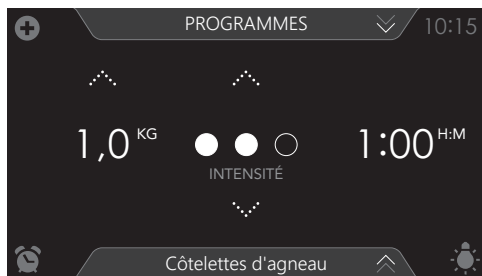 PROGRAMMES
10:15
1,0 KG
INTENSITÉ
1:00 H:M
Côtelettes d'agneau